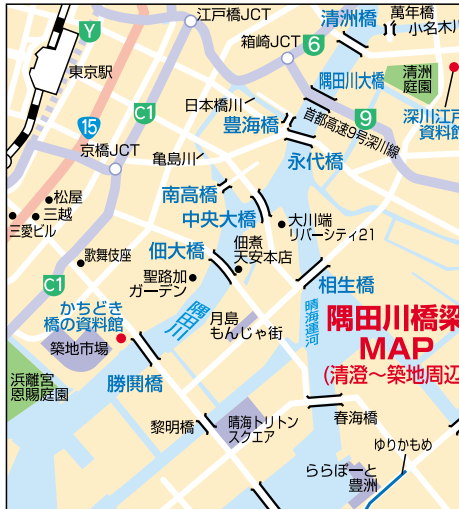 江戸橋JCT
清洲橋
萬年橋
小名木川
箱崎JCT
6
Y
東京駅
隅田川大橋
清洲
庭園
日本橋川
C1
豊海橋
9
首都高速9号深川線
深川江戸
資料館
15
京橋JCT
亀島川
永代橋
南高橋
中央大橋
松屋
三越
三愛ビル
大川端
リバーシティ21
歌舞伎座
佃大橋
佃煮
天安本店
聖路加
ガーデン
相生橋
C1
かちどき
橋の資料館
隅田川
月島
もんじゃ街
晴海運河
隅田川橋梁
MAP
(清澄～築地周辺
築地市場
浜離宮
恩賜庭園
勝鬨橋
黎明橋
晴海トリトン
スクエア
春海橋
ゆりかもめ
ららぽーと
豊洲